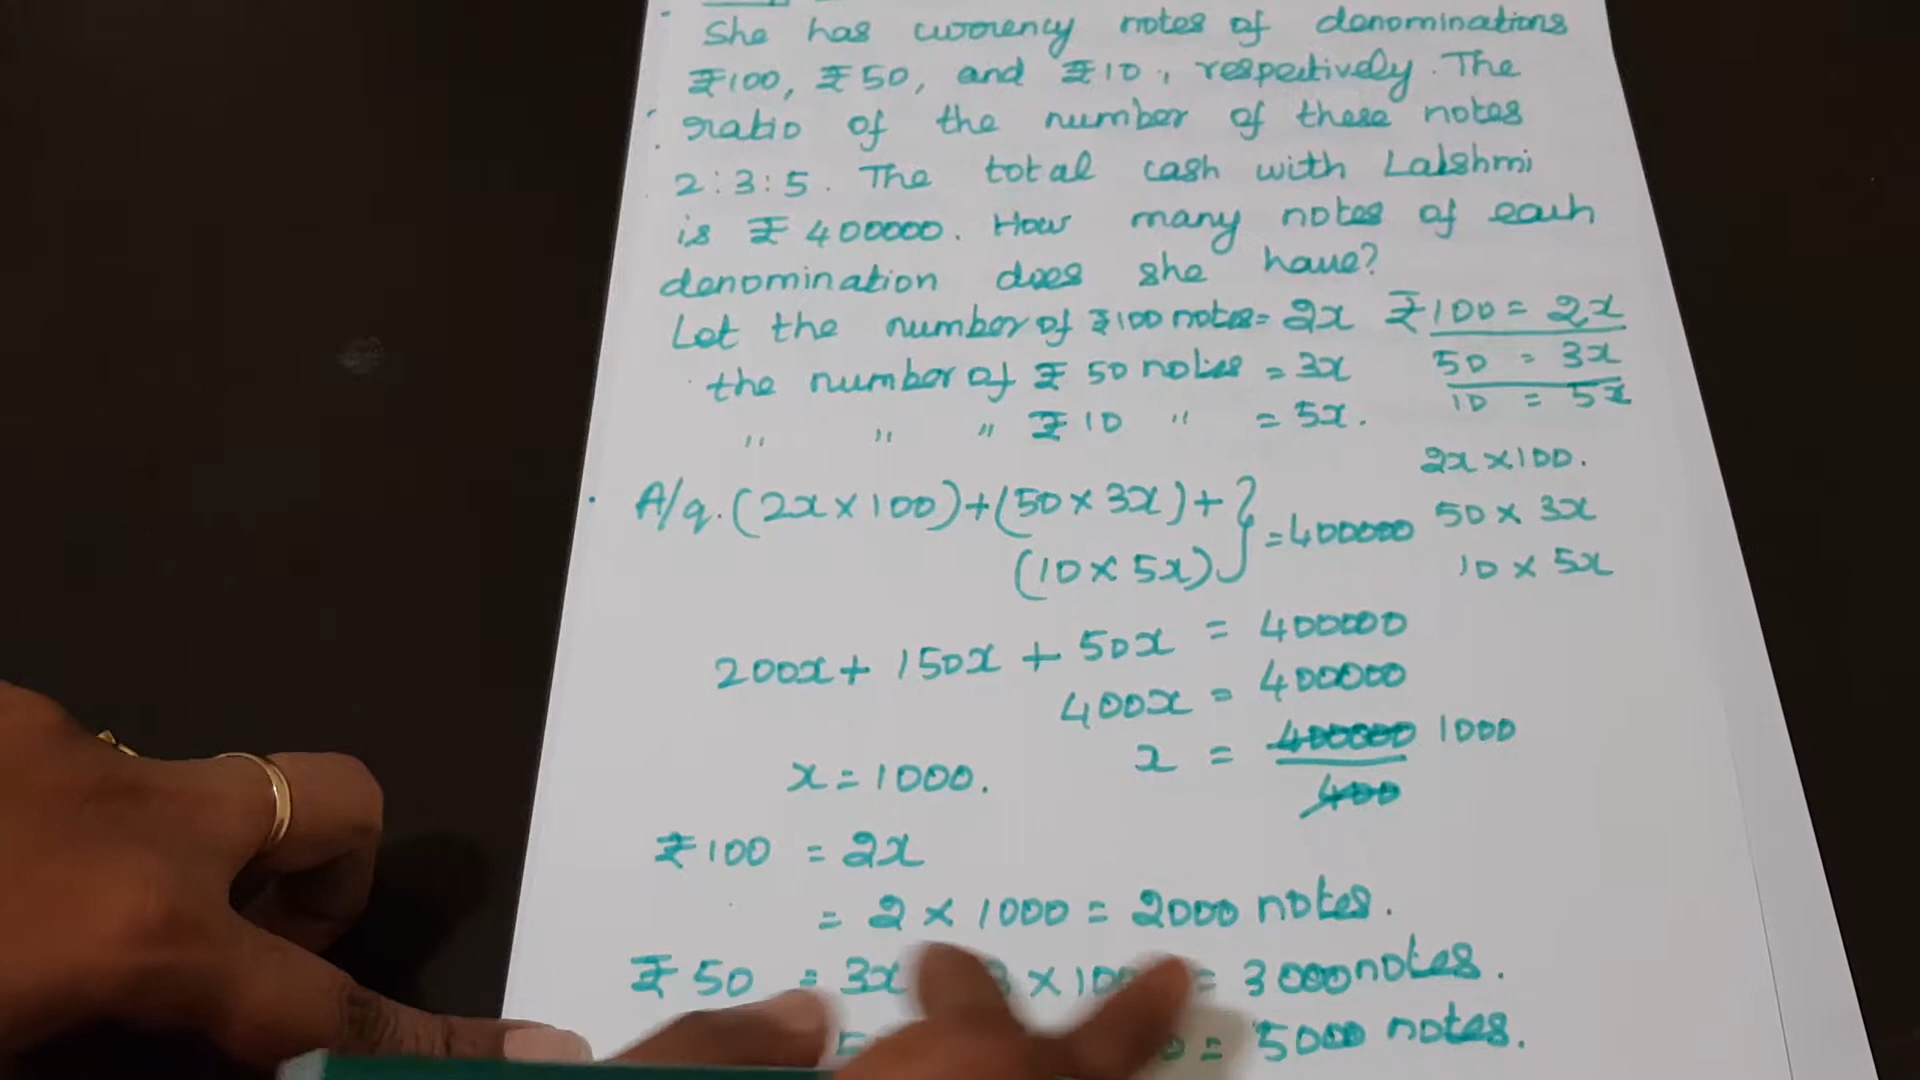 She has currency notes of denominations
₹100, ₹50, and ₹10, respectively. The
ratio of the number of these notes
2:3:5. The total cash with Lakshmi
is ₹400000. How many notes of each
denomination does she have?
Let the number of ₹100 notes = 2x ₹100 = 2x
the number of ₹50 notes = 3x 50 = 3x
" " " ₹10 " = 5x. 10 = 5x
2x × 100.
A/q. (2x × 100) + (50 × 3x) + } 50 × 3x
(10 × 5x) = 400000 10 × 5x
200x + 150x + 50x = 400000
400x = 400000
x = 400000 1000
400
x = 1000.
₹100 = 2x
= 2 × 1000 = 2000 notes.
₹50 = 3x × 10 = 3000 notes.
= 5000 notes.